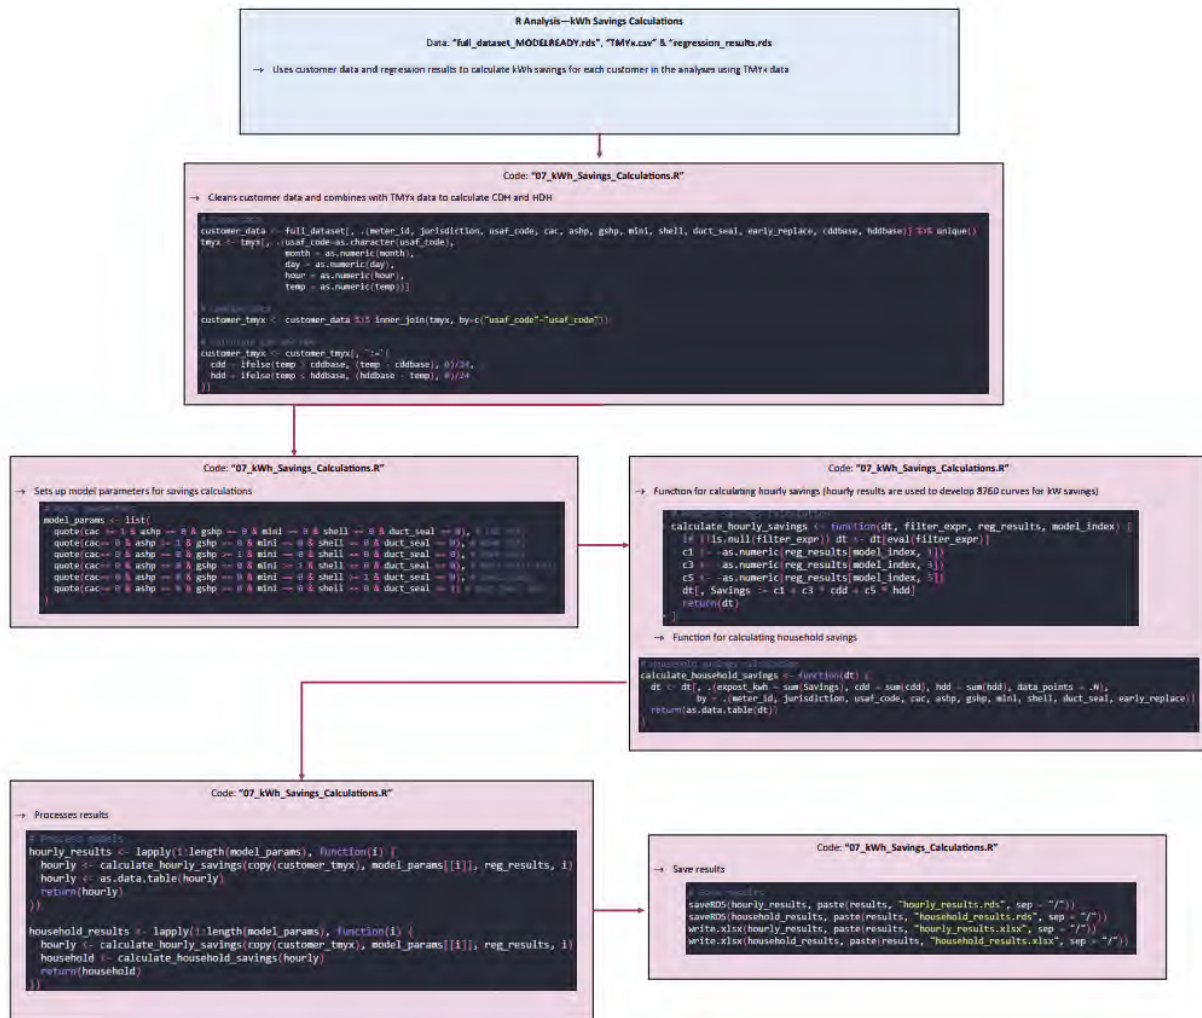 R Analysis—kWh Savings Calculations
Data: "full_dataset_MODELREADY.rds", "TMYx.csv" & "regression_results.rds
→ Uses customer data and regression results to calculate kWh savings for each customer in the analyses using TMYx data
Code: "07_kWh_Savings_Calculations.R"
→ Cleans customer data and combines with TMYx data to calculate CDH and HDH
customer_data <- full_dataset[, .(meter_id, jurisdiction, usaf_code, cac, ashp, gshp, mini, shell, duct_seal, early_replace, cddbase, hddbase)] %>% unique()
tmyx <- tmyx[, .(usaf_code=as.character(usaf_code),
month = as.numeric(month),
day = as.numeric(day),
hour = as.numeric(hour),
temp = as.numeric(temp))]
customer_tmyx <- customer_data %>% inner_join(tmyx, by=c("usaf_code"="usaf_code"))
customer_tmyx <- customer_tmyx[, `:=`(
cdd = ifelse(temp > cddbase, (temp - cddbase), 0)/24,
hdd = ifelse(temp < hddbase, (hddbase - temp), 0)/24
)]
Code: "07_kWh_Savings_Calculations.R"
→ Sets up model parameters for savings calculations
model_params <- list(
quote(cac >= 1 & ashp == 0 & gshp == 0 & mini == 0 & shell == 0 & duct_seal == 0),
quote(cac== 0 & ashp >= 1 & gshp == 0 & mini == 0 & shell == 0 & duct_seal == 0),
quote(cac== 0 & ashp == 0 & gshp >= 1 & mini == 0 & shell == 0 & duct_seal == 0),
quote(cac== 0 & ashp == 0 & gshp == 0 & mini >= 1 & shell == 0 & duct_seal == 0),
quote(cac== 0 & ashp == 0 & gshp == 0 & mini == 0 & shell >= 1 & duct_seal == 0),
quote(cac== 0 & ashp == 0 & gshp == 0 & mini == 0 & shell == 0 & duct_seal >= 1)
)
Code: "07_kWh_Savings_Calculations.R"
→ Function for calculating hourly savings (hourly results are used to develop 8760 curves for kW savings)
calculate_hourly_savings <- function(dt, filter_expr, reg_results, model_index) {
if (!is.null(filter_expr)) dt <- dt[eval(filter_expr)]
c1 <- -as.numeric(reg_results[model_index, ])
c3 <- -as.numeric(reg_results[model_index, 3])
c5 <- -as.numeric(reg_results[model_index, 5])
dt[, Savings := c1 + c3 * cdd + c5 * hdd]
return(dt)
}
→ Function for calculating household savings
# Household savings calculation
calculate_household_savings <- function(dt) {
dt <- dt[, .(expost_kwh = sum(Savings), cdd = sum(cdd), hdd = sum(hdd), data_points = .N),
by = .(meter_id, jurisdiction, usaf_code, cac, ashp, gshp, mini, shell, duct_seal, early_replace)]
return(as.data.table(dt))
}
Code: "07_kWh_Savings_Calculations.R"
→ Processes results
# Process models
hourly_results <- lapply(1:length(model_params), function(i) {
hourly <- calculate_hourly_savings(copy(customer_tmyx), model_params[[i]], reg_results, i)
hourly <- as.data.table(hourly)
return(hourly)
})
household_results <- lapply(1:length(model_params), function(i) {
hourly <- calculate_hourly_savings(copy(customer_tmyx), model_params[[i]], reg_results, i)
household <- calculate_household_savings(hourly)
return(household)
})
Code: "07_kWh_Savings_Calculations.R"
→ Save results
# Save results
saveRDS(hourly_results, paste(results, "hourly_results.rds", sep = "/"))
saveRDS(household_results, paste(results, "household_results.rds", sep = "/"))
write.xlsx(hourly_results, paste(results, "hourly_results.xlsx", sep = "/"))
write.xlsx(household_results, paste(results, "household_results.xlsx", sep = "/"))